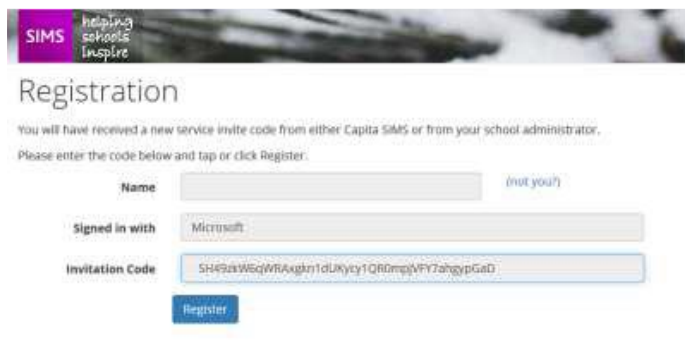 SIMS
helping
schools
inspire
Registration
You will have received a new service invite code from either Capita SIMS or from your school administrator.
Please enter the code below and tap or click Register.
Name
(not you?)
Signed in with
Microsoft
Invitation Code
Register